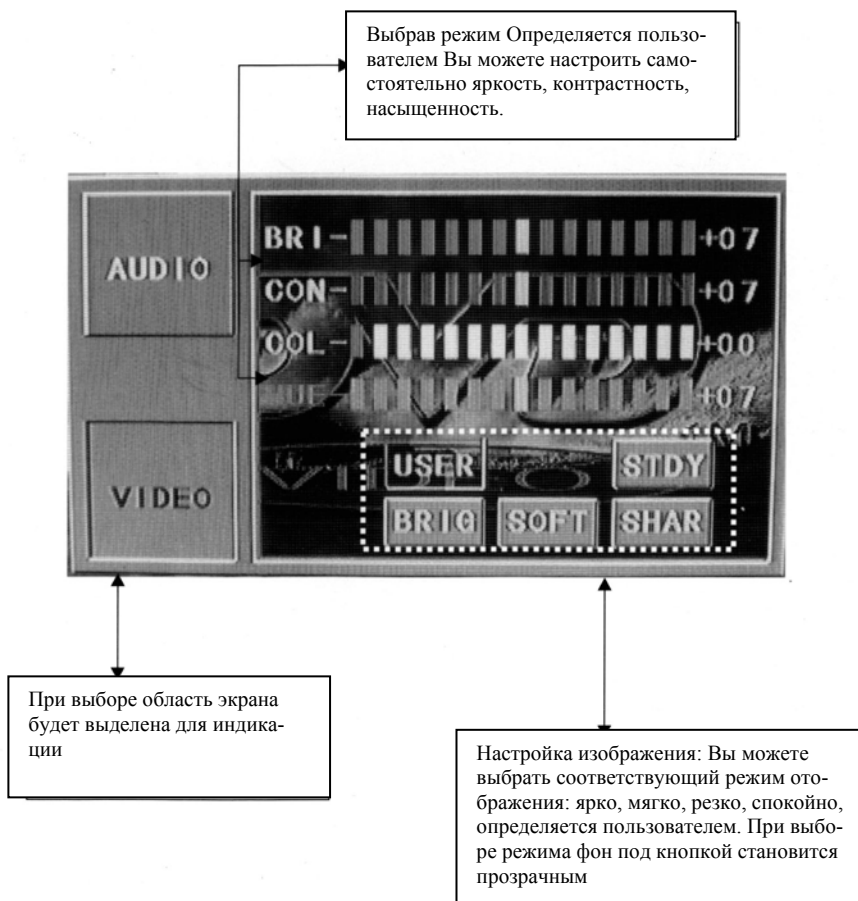 Выбрав режим Определяется пользо-
вателем Вы можете настроить само-
стоятельно яркость, контрастность,
насыщенность.
AUDIO
BRI- +07
CON- +07
COL- +00
HUE- +07
USER STDY
VIDEO
BRIG SOFT SHAR
При выборе область экрана
будет выделена для индика-
ции
Настройка изображения: Вы можете
выбрать соответствующий режим ото-
бражения: ярко, мягко, резко, спокойно,
определяется пользователем. При выбо-
ре режима фон под кнопкой становится
прозрачным